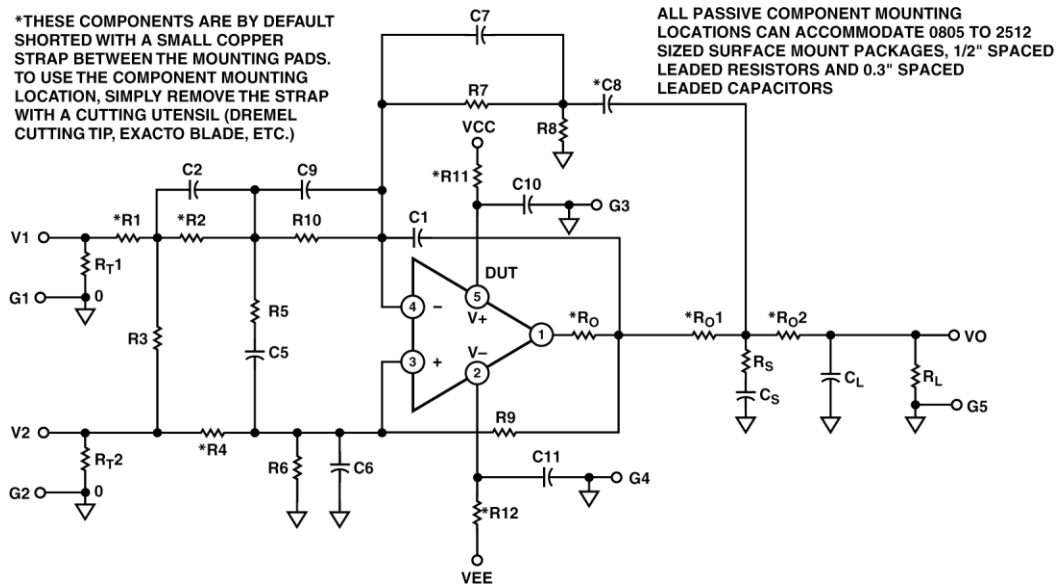 *THESE COMPONENTS ARE BY DEFAULT
SHORTED WITH A SMALL COPPER
STRAP BETWEEN THE MOUNTING PADS.
TO USE THE COMPONENT MOUNTING
LOCATION, SIMPLY REMOVE THE STRAP
WITH A CUTTING UTENSIL (DREMEL
CUTTING TIP, EXACTO BLADE, ETC.)
ALL PASSIVE COMPONENT MOUNTING
LOCATIONS CAN ACCOMMODATE 0805 TO 2512
SIZED SURFACE MOUNT PACKAGES, 1/2" SPACED
LEADED RESISTORS AND 0.3" SPACED
LEADED CAPACITORS
C7
R7
*C8
R8
VCC
*R11
C10
G3
C2
C9
V1
*R1
*R2
R10
C1
RT1
G1
0
DUT
5
V+
4
−
R3
R5
C5
3
+
V−
2
1
*RO
*RO1
*RO2
VO
RS
CS
CL
RL
G5
V2
*R4
R9
RT2
R6
C6
G2
0
C11
G4
*R12
VEE